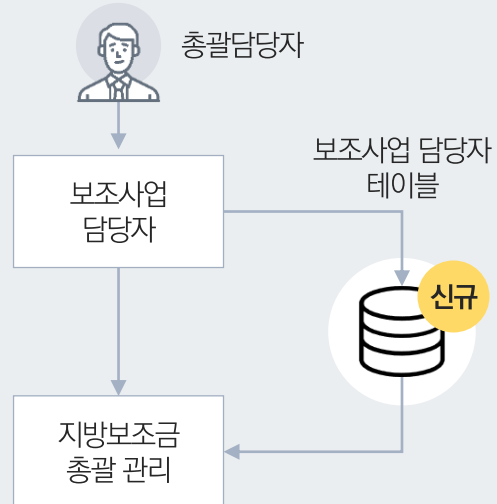 총괄담당자
보조사업 담당자
테이블
보조사업
담당자
신규
지방보조금
총괄 관리